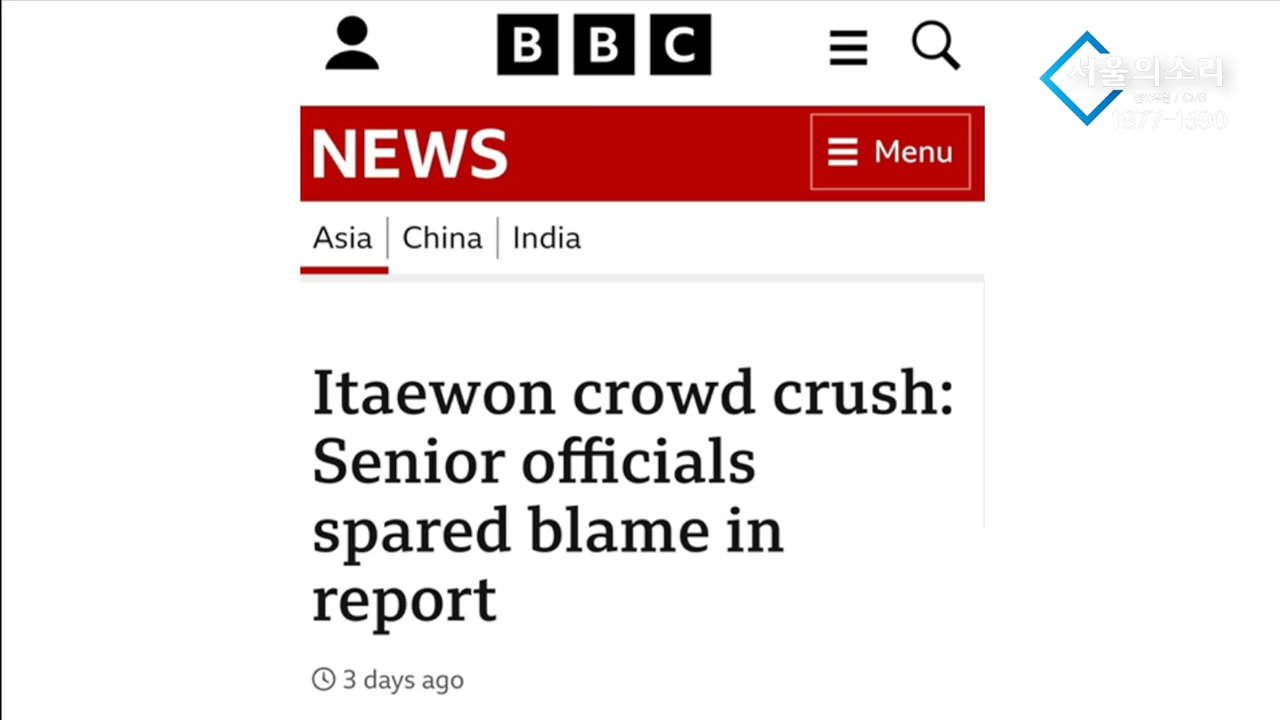 BBC
서울의소리
1877-1580
NEWS
Menu
Asia
China
India
Itaewon crowd crush:
Senior officials
spared blame in
report
3 days ago